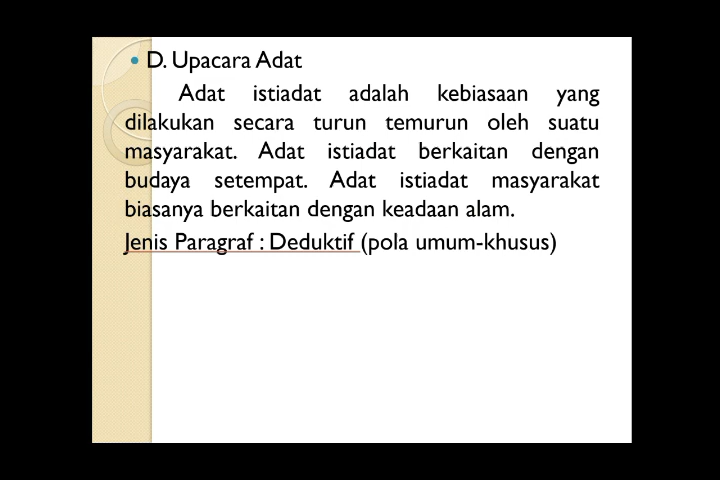 D. Upacara Adat
Adat istiadat adalah kebiasaan yang
dilakukan secara turun temurun oleh suatu
masyarakat. Adat istiadat berkaitan dengan
budaya setempat. Adat istiadat masyarakat
biasanya berkaitan dengan keadaan alam.
Jenis Paragraf : Deduktif (pola umum-khusus)